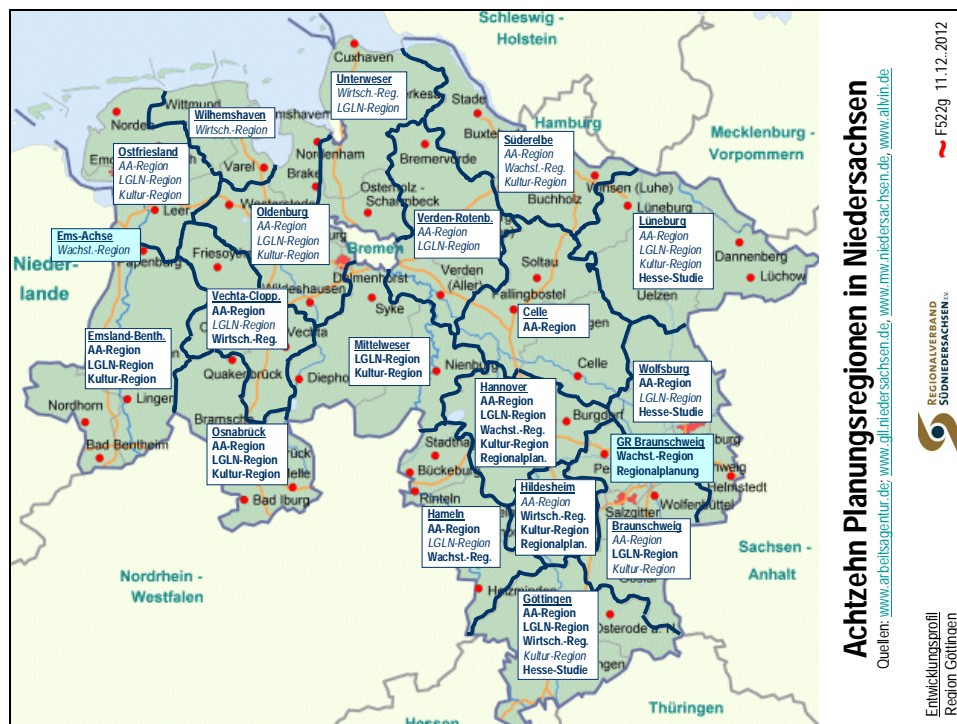 Schleswig -
Holstein
Cuxhaven
Unterweser
Wirtsch.-Reg.
LGLN-Region
Stade
Wittmund
Norden
Wilhemshaven
Wirtsch.-Region
Hamburg
Mecklenburg -
Vorpommern
Nordenham
Bremervörde
Süderelbe
AA-Region
Wachst.-Reg.
Kultur-Region
Ostfriesland
AA-Region
LGLN-Region
Kultur-Region
Varel
Brake
Osterholz -
Scharmbeck
Winsen (Luhe)
Buchholz
Lüneburg
Leer
Westerstede
Oldenburg
AA-Region
LGLN-Region
Kultur-Region
Verden-Rotenb.
AA-Region
LGLN-Region
Lüneburg
AA-Region
LGLN-Region
Kultur-Region
Hesse-Studie
Ems-Achse
Wachst.-Region
Papenburg
Friesoythe
Bremen
Delmenhorst
Soltau
Dannenberg
Lüchow
Nieder-
lande
Wildeshausen
Syke
Verden
(Aller)
Fallingbostel
Uelzen
Vechta-Clopp.
AA-Region
LGLN-Region
Wirtsch.-Reg.
Vechta
Celle
AA-Region
Emsland-Benth.
AA-Region
LGLN-Region
Kultur-Region
Mittelweser
LGLN-Region
Kultur-Region
Quakenbrück
Diepho
Nienburg
Celle
Wolfsburg
AA-Region
LGLN-Region
Hesse-Studie
Nordhorn
Lingen
Bramsche
Hannover
AA-Region
LGLN-Region
Wachst.-Reg.
Kultur-Region
Regionalplan.
Burgdorf
Bad Bentheim
Osnabrück
AA-Region
LGLN-Region
Kultur-Region
Bad Iburg
Stadtha
Bückeburg
Rinteln
GR Braunschweig
Wachst.-Region
Regionalplanung
Helmstedt
Wolfenbüttel
Salzgitter
Hildesheim
AA-Region
Wirtsch.-Reg.
Kultur-Region
Regionalplan.
Hameln
AA-Region
LGLN-Region
Wachst.-Reg.
Braunschweig
AA-Region
LGLN-Region
Kultur-Region
Goslar
Sachsen -
Anhalt
Nordrhein -
Westfalen
Holzminden
Göttingen
AA-Region
LGLN-Region
Wirtsch.-Reg.
Kultur-Region
Hesse-Studie
Osterode a. H
Thüringen
Hessen
Achtzehn Planungsregionen in Niedersachsen
Quellen: www.arbeitsagentur.de; www.gll.niedersachsen.de, www.mw.niedersachsen.de, www.allvin.de
F522g 11.12..2012
REGIONALVERBAND
SÜDNIEDERSACHSEN e.V.
Entwicklungsprofil
Region Göttingen